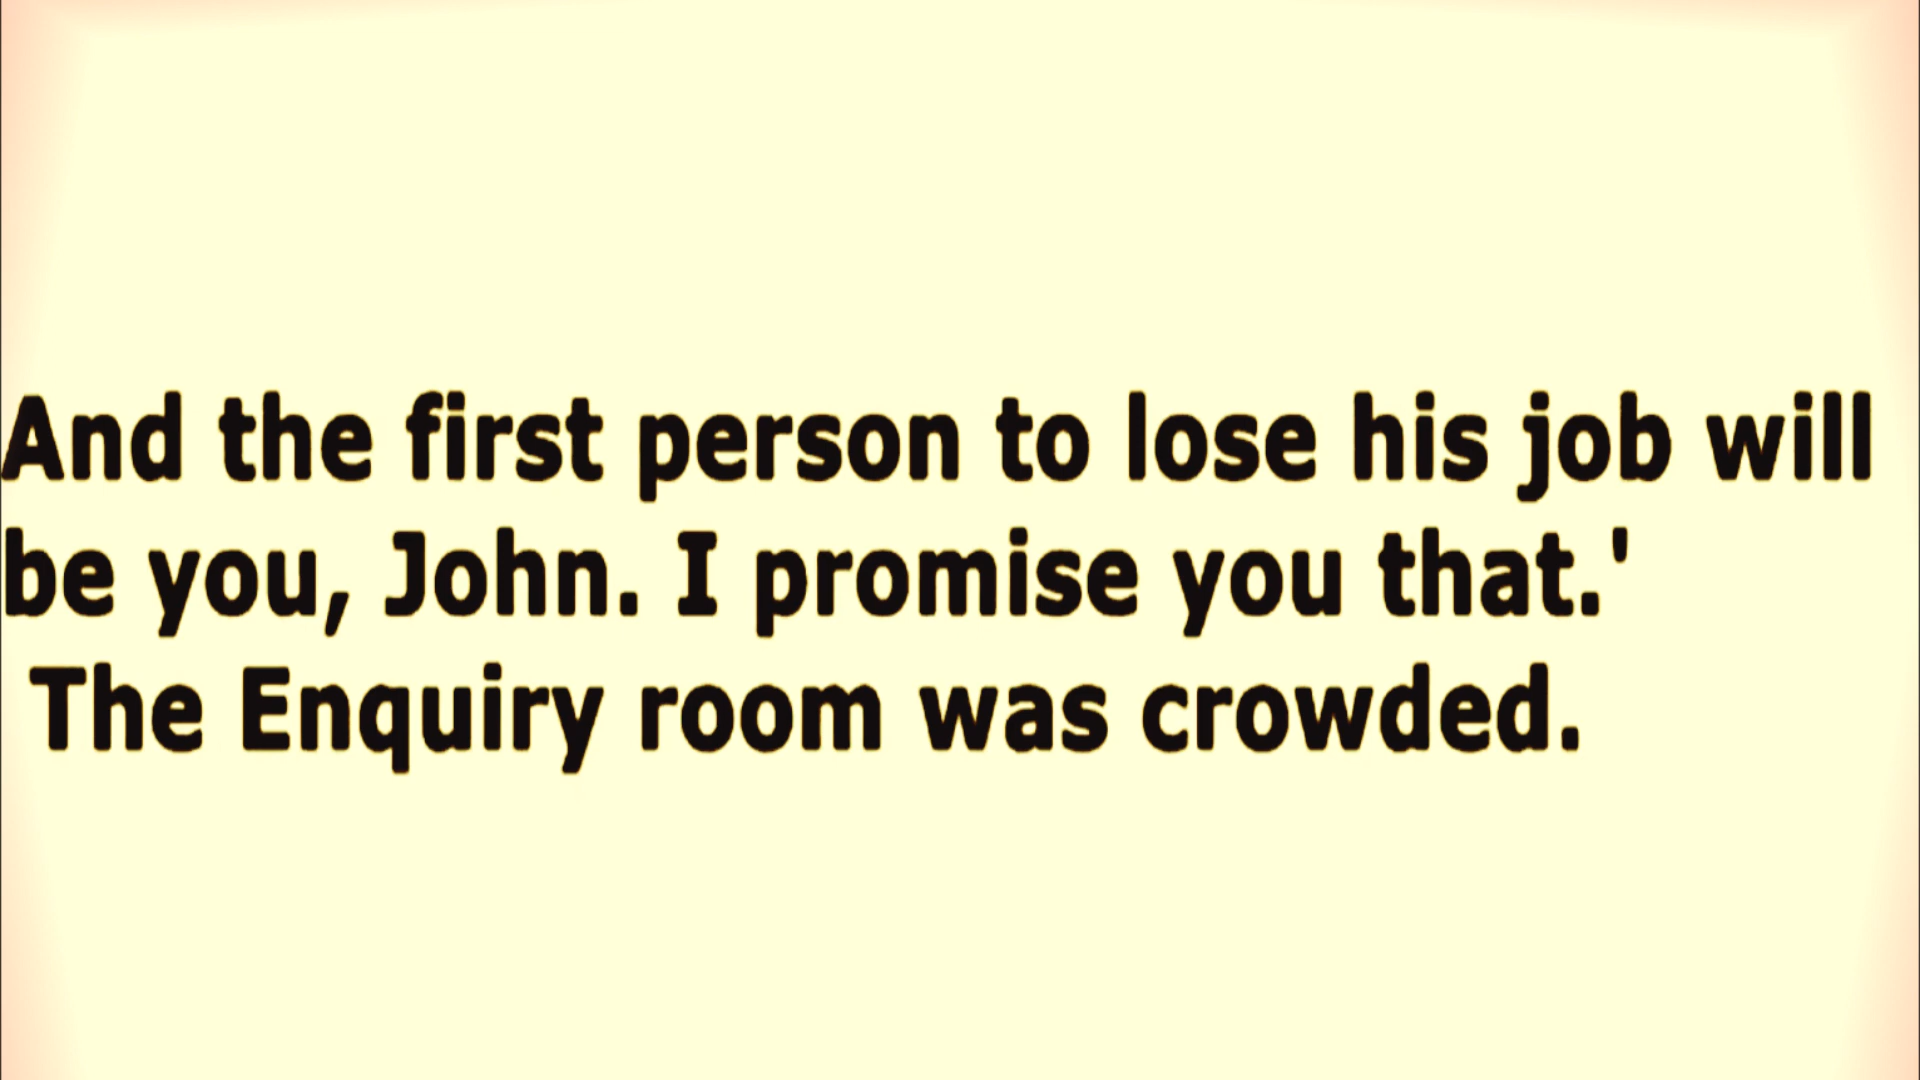 And the first person to lose his job will
be you, John. I promise you that.'
The Enquiry room was crowded.